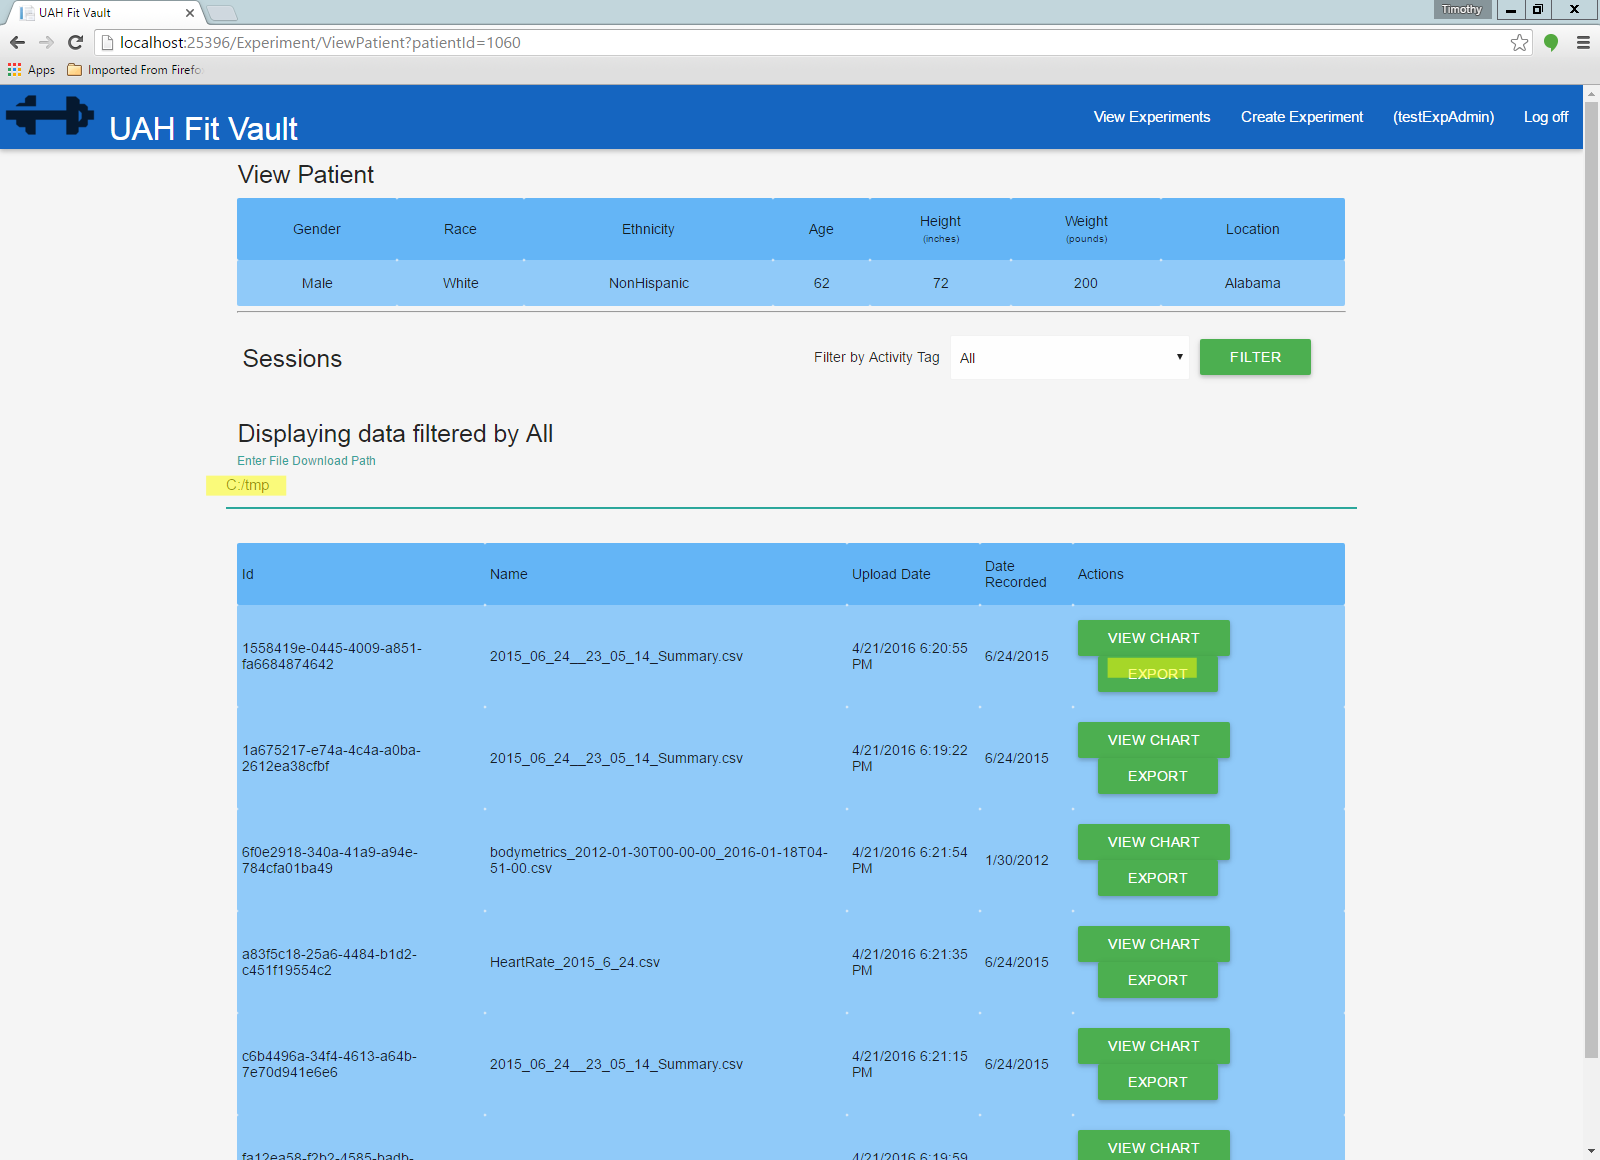 UAH Fit Vault
Timothy
localhost:25396/Experiment/ViewPatient?patientId=1060
Apps
Imported From Firefo
UAH Fit Vault
View Experiments
Create Experiment
(testExpAdmin)
Log off
View Patient
Gender Race Ethnicity Age Height (inches) Weight (pounds) Location
Male White NonHispanic 62 72 200 Alabama
Sessions
Filter by Activity Tag
All
FILTER
Displaying data filtered by All
Enter File Download Path
C:/tmp
Id Name Upload Date Date Recorded Actions
1558419e-0445-4009-a851-
fa6684874642
2015_06_24__23_05_14_Summary.csv
4/21/2016 6:20:55
PM
6/24/2015
VIEW CHART
EXPORT
1a675217-e74a-4c4a-a0ba-
2612ea38cfbf
2015_06_24__23_05_14_Summary.csv
4/21/2016 6:19:22
PM
6/24/2015
VIEW CHART
EXPORT
6f0e2918-340a-41a9-a94e-
784cfa01ba49
bodymetrics_2012-01-30T00-00-00_2016-01-18T04-
51-00.csv
4/21/2016 6:21:54
PM
1/30/2012
VIEW CHART
EXPORT
a83f5c18-25a6-4484-b1d2-
c451f19554c2
HeartRate_2015_6_24.csv
4/21/2016 6:21:35
PM
6/24/2015
VIEW CHART
EXPORT
c6b4496a-34f4-4613-a64b-
7e70d941e6e6
2015_06_24__23_05_14_Summary.csv
4/21/2016 6:21:15
PM
6/24/2015
VIEW CHART
EXPORT
fa12ea58-f2b2-4585-badb-
4/21/2016 6:19:59
VIEW CHART